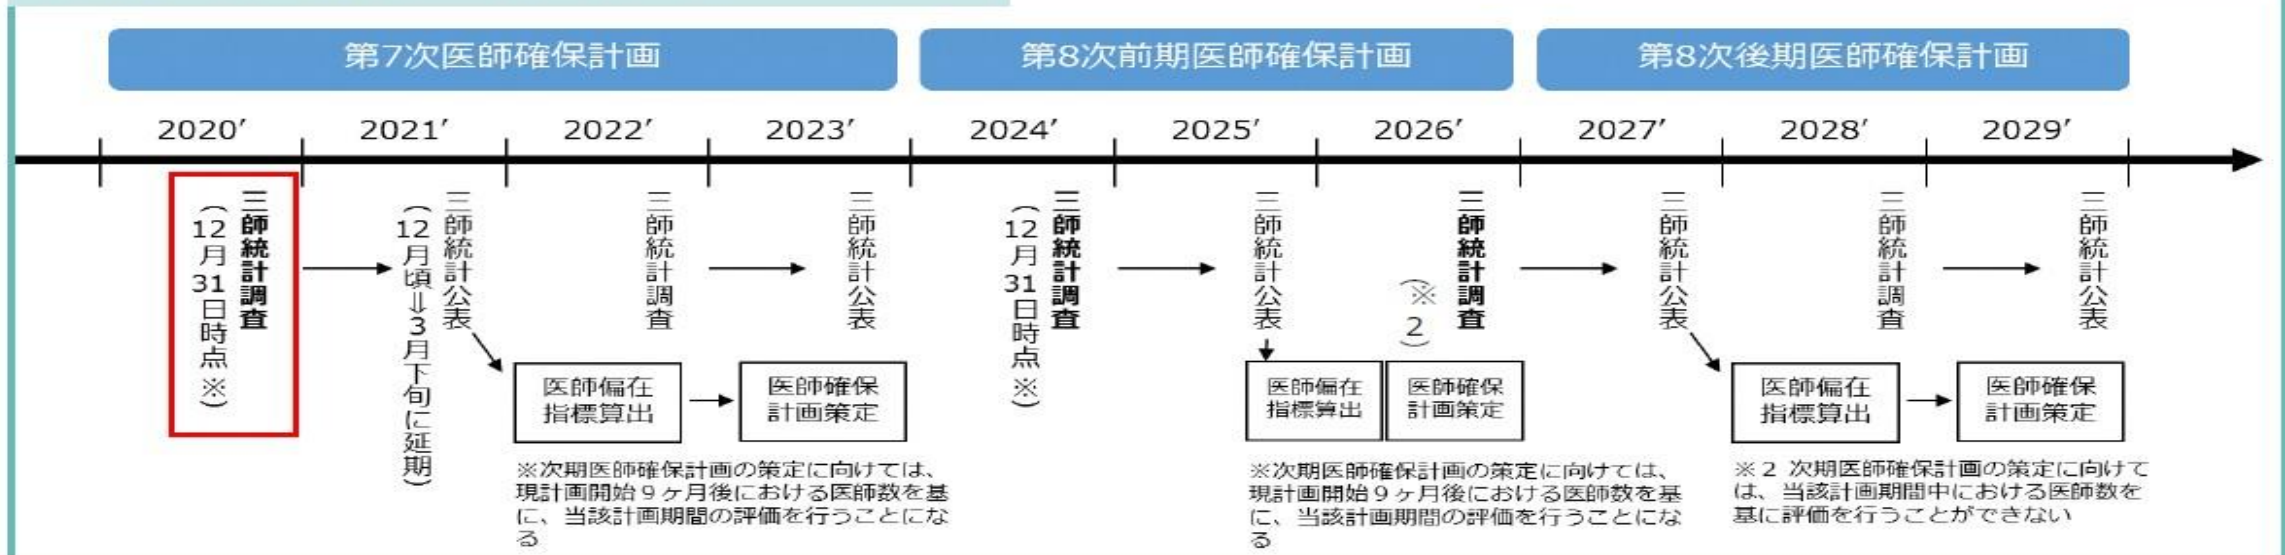 第7次医師確保計画
第8次前期医師確保計画
第8次後期医師確保計画
2020′
2021′
2022′
2023′
2024′
2025′
2026′
2027′
2028′
2029′
三師統計調査
(12月31日時点※)
三師統計公表
(12月頃⇒3月下旬に延期)
三師統計調査
三師統計公表
三師統計調査
(12月31日時点※)
三師統計公表
三師統計調査
(※2)
三師統計公表
三師統計調査
三師統計公表
医師偏在
指標算出
医師確保
計画策定
医師偏在
指標算出
医師確保
計画策定
医師偏在
指標算出
医師確保
計画策定
※次期医師確保計画の策定に向けては、
現計画開始9ヶ月後における医師数を基
に、当該計画期間の評価を行うことにな
る
※次期医師確保計画の策定に向けては、
現計画開始9ヶ月後における医師数を基
に、当該計画期間の評価を行うことにな
る
※2 次期医師確保計画の策定に向けて
は、当該計画期間中における医師数を
基に評価を行うことができない